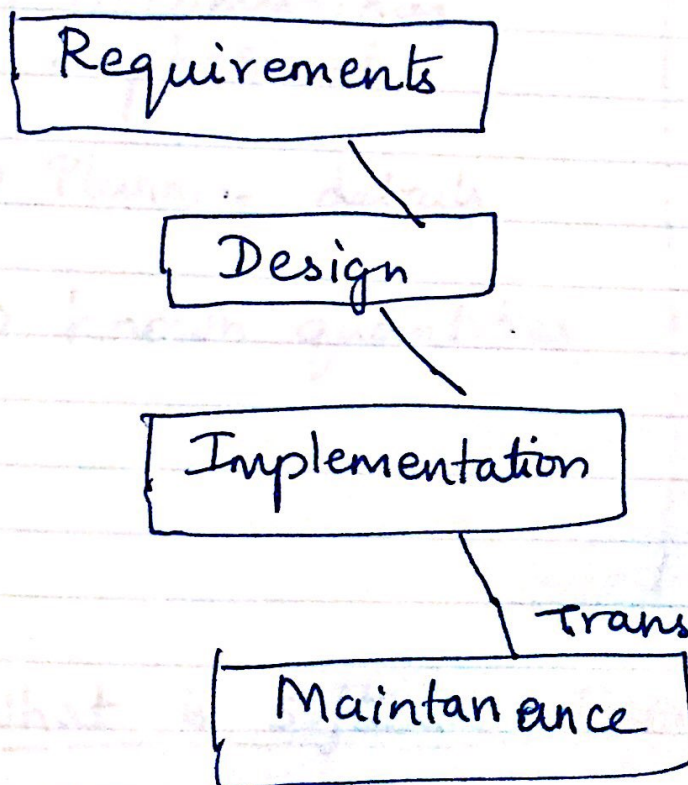 Requirements
Design
Implementation
Trans
Maintanance